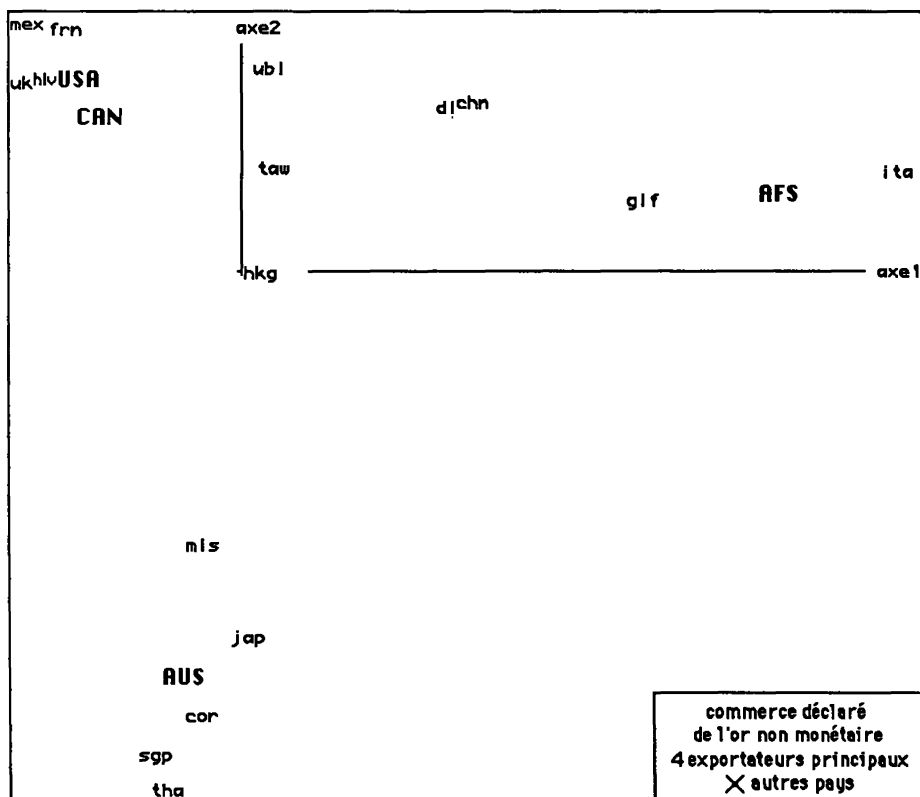 mex frn axe2
ubl
uk hlv USA
d! chn
CAN
taw ita
glf AFS
hkg axe1
mls
jap
AUS
cor
sgp
tha
commerce déclaré
de l'or non monétaire
4 exportateurs principaux
X autres pays